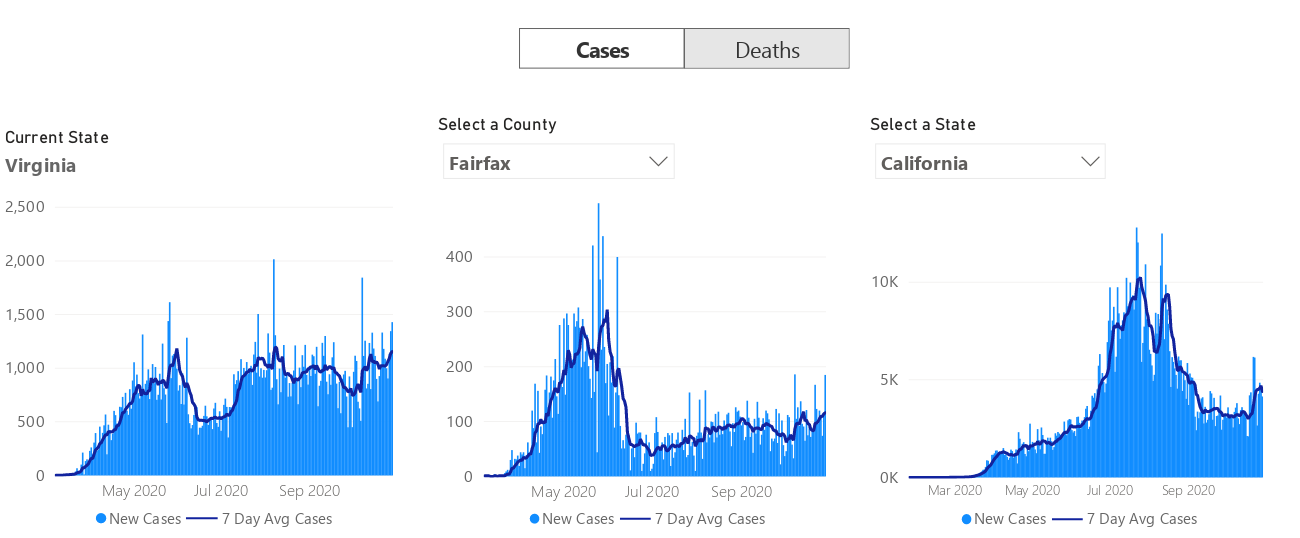 Cases Deaths
Current State
Virginia
2,500
2,000
1,500
1,000
500
0
May 2020 Jul 2020 Sep 2020
New Cases 7 Day Avg Cases
Select a County
Fairfax
400
300
200
100
0
May 2020 Jul 2020 Sep 2020
New Cases 7 Day Avg Cases
Select a State
California
10K
5K
0K
Mar 2020 May 2020 Jul 2020 Sep 2020
New Cases 7 Day Avg Cases